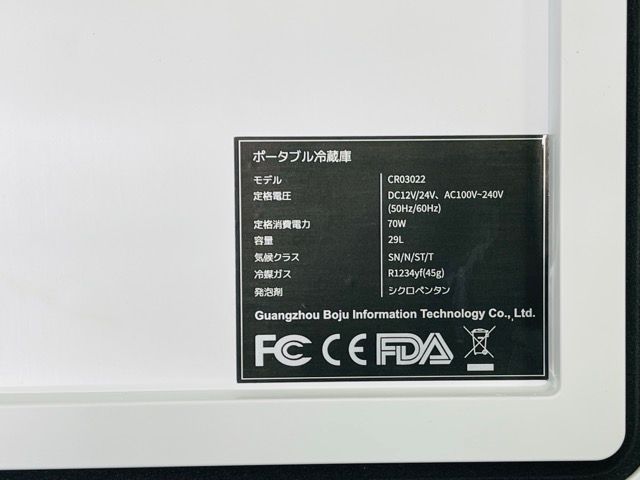 ポータブル冷蔵庫
モデル CR03022
定格電圧 DC12V/24V、AC100V~240V
(50Hz/60Hz)
定格消費電力 70W
容量 29L
気候クラス SN/N/ST/T
冷媒ガス R1234yf(45g)
発泡剤 シクロペンタン
Guangzhou Boju Information Technology Co.,Ltd.
FC CE FDA